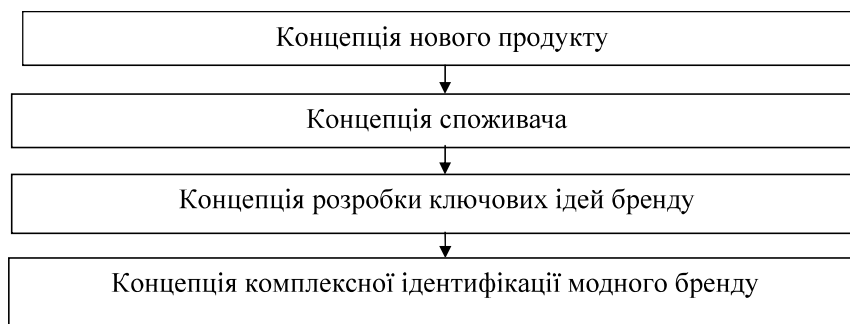 Концепція нового продукту
Концепція споживача
Концепція розробки ключових ідей бренду
Концепція комплексної ідентифікації модного бренду